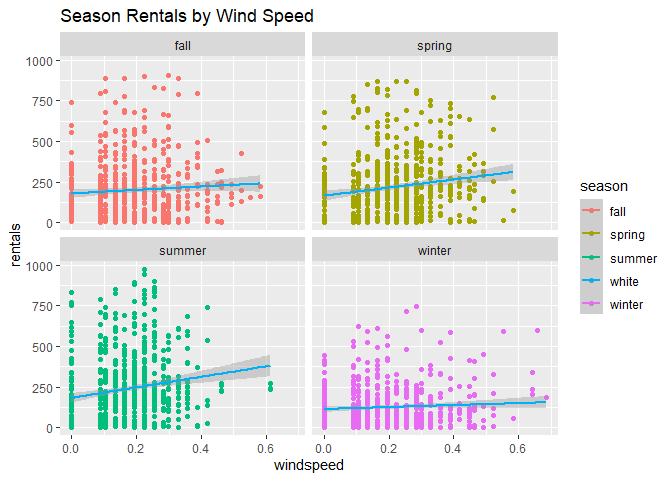 Season Rentals by Wind Speed
fall
spring
1000
750
500
250
0
summer
winter
1000
750
500
250
0
0.0
0.2
0.4
0.6
0.0
0.2
0.4
0.6
windspeed
rentals
season
fall
spring
summer
white
winter